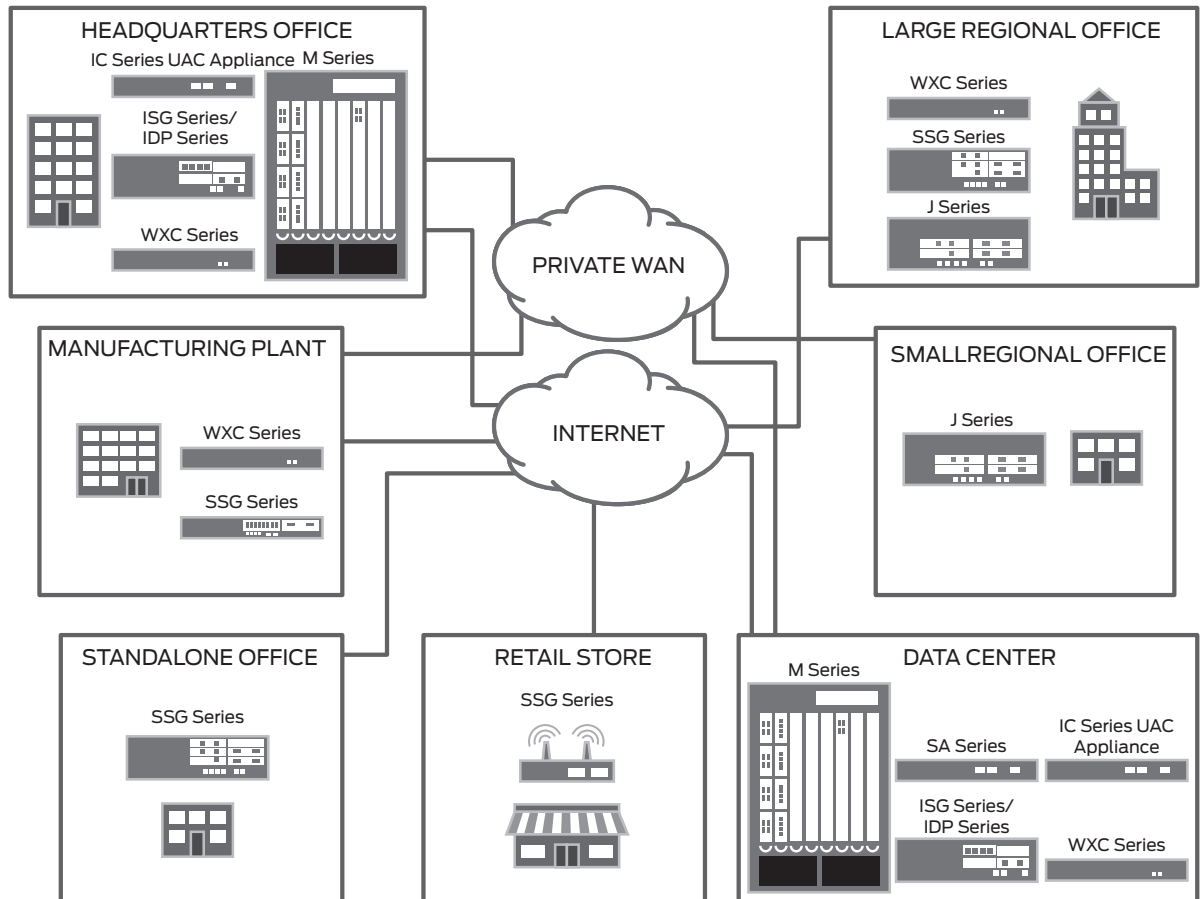 HEADQUARTERS OFFICE
IC Series UAC Appliance
M Series
ISG Series/
IDP Series
WXC Series
LARGE REGIONAL OFFICE
WXC Series
SSG Series
J Series
PRIVATE WAN
MANUFACTURING PLANT
WXC Series
SSG Series
INTERNET
SMALLREGIONAL OFFICE
J Series
STANDALONE OFFICE
SSG Series
RETAIL STORE
SSG Series
DATA CENTER
M Series
SA Series
IC Series UAC
Appliance
ISG Series/
IDP Series
WXC Series